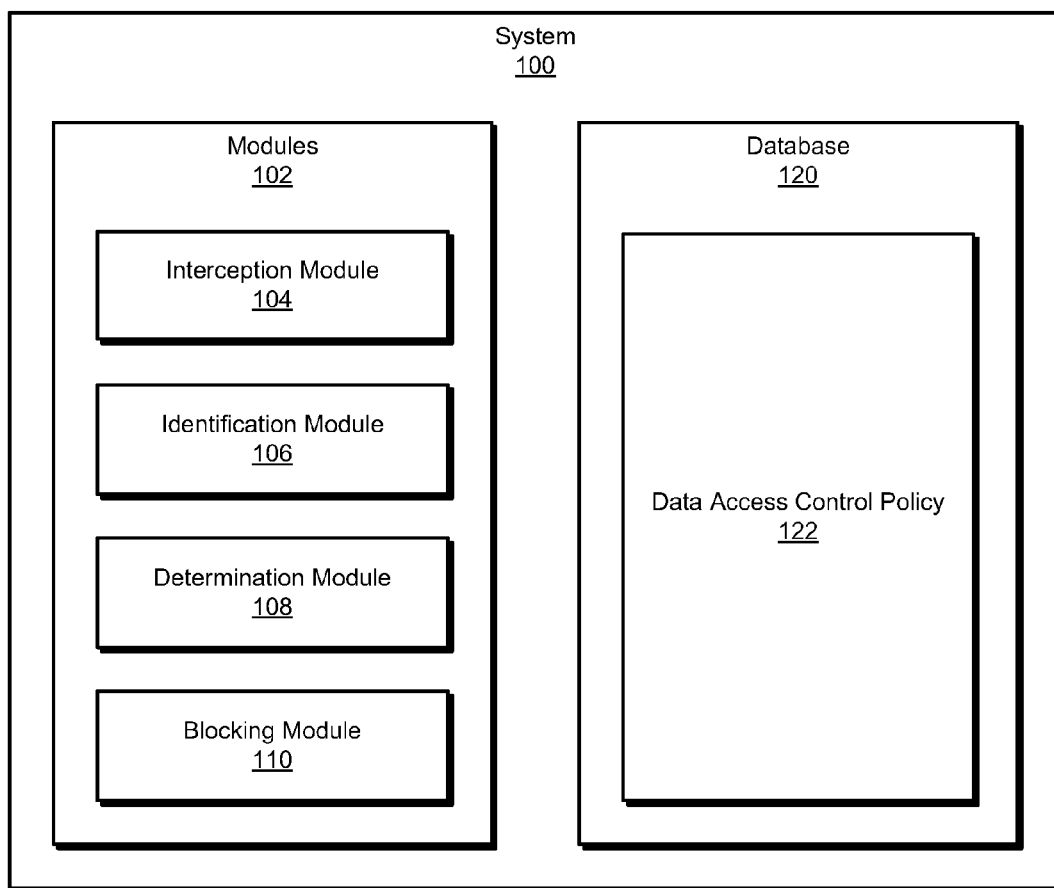 System
100
Modules
102
Interception Module
104
Identification Module
106
Determination Module
108
Blocking Module
110
Database
120
Data Access Control Policy
122